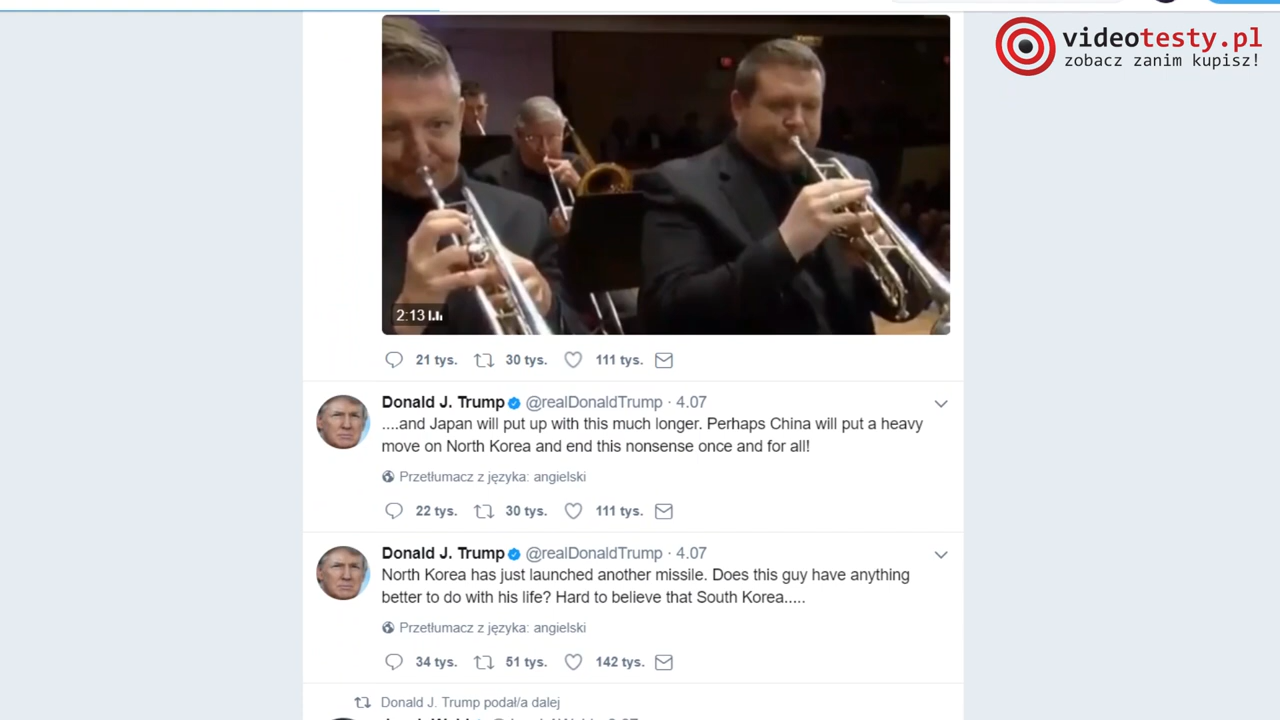 videotesty.pl
zobacz zanim kupisz!
2:13
21 tys. 30 tys. 111 tys.
Donald J. Trump @realDonaldTrump · 4.07
....and Japan will put up with this much longer. Perhaps China will put a heavy
move on North Korea and end this nonsense once and for all!
Przetłumacz z języka: angielski
22 tys. 30 tys. 111 tys.
Donald J. Trump @realDonaldTrump · 4.07
North Korea has just launched another missile. Does this guy have anything
better to do with his life? Hard to believe that South Korea.....
Przetłumacz z języka: angielski
34 tys. 51 tys. 142 tys.
Donald J. Trump podał/a dalej